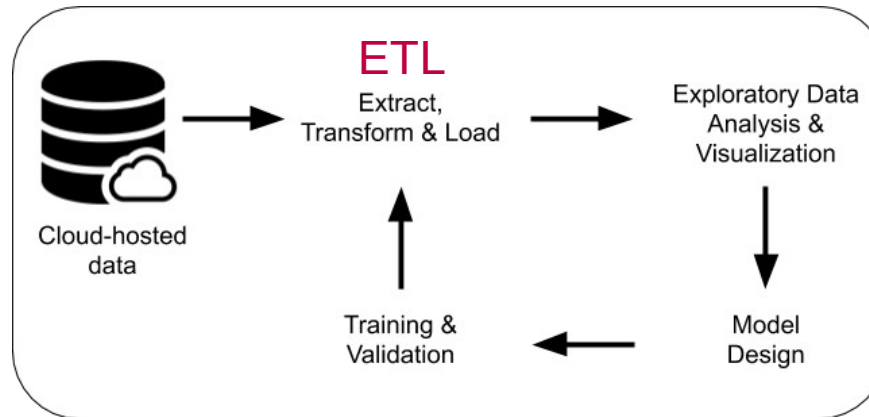 ETL
Extract,
Transform & Load
Exploratory Data
Analysis &
Visualization
Cloud-hosted
data
Training &
Validation
Model
Design